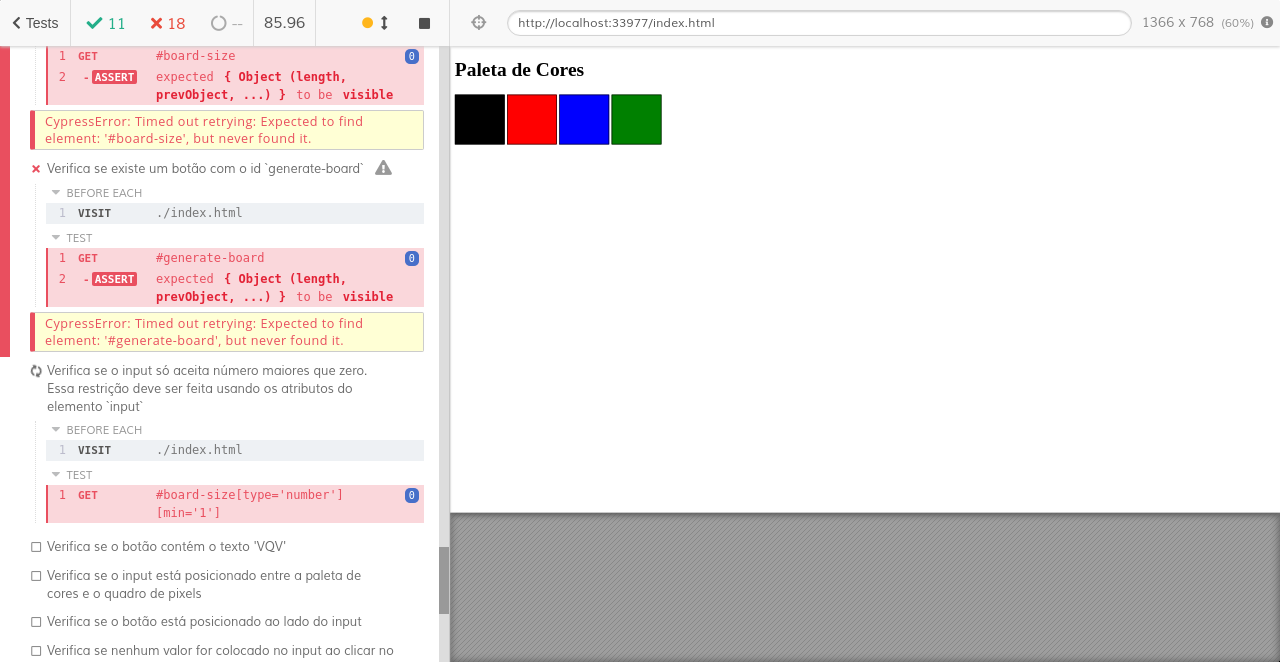 Tests 11 18 -- 85.96
http://localhost:33977/index.html 1366 x 768 (60%)
1 GET #board-size 0
2 -ASSERT expected { Object (length,
prevObject, ...) } to be visible
CypressError: Timed out retrying: Expected to find
element: '#board-size', but never found it.
Verifica se existe um botão com o id `generate-board`
BEFORE EACH
1 VISIT ./index.html
TEST
1 GET #generate-board 0
2 -ASSERT expected { Object (length,
prevObject, ...) } to be visible
CypressError: Timed out retrying: Expected to find
element: '#generate-board', but never found it.
Verifica se o input só aceita número maiores que zero.
Essa restrição deve ser feita usando os atributos do
elemento `input`
BEFORE EACH
1 VISIT ./index.html
TEST
1 GET #board-size[type='number'] 0
[min='1']
Verifica se o botão contém o texto 'VQV'
Verifica se o input está posicionado entre a paleta de
cores e o quadro de pixels
Verifica se o botão está posicionado ao lado do input
Verifica se nenhum valor for colocado no input ao clicar no
Paleta de Cores